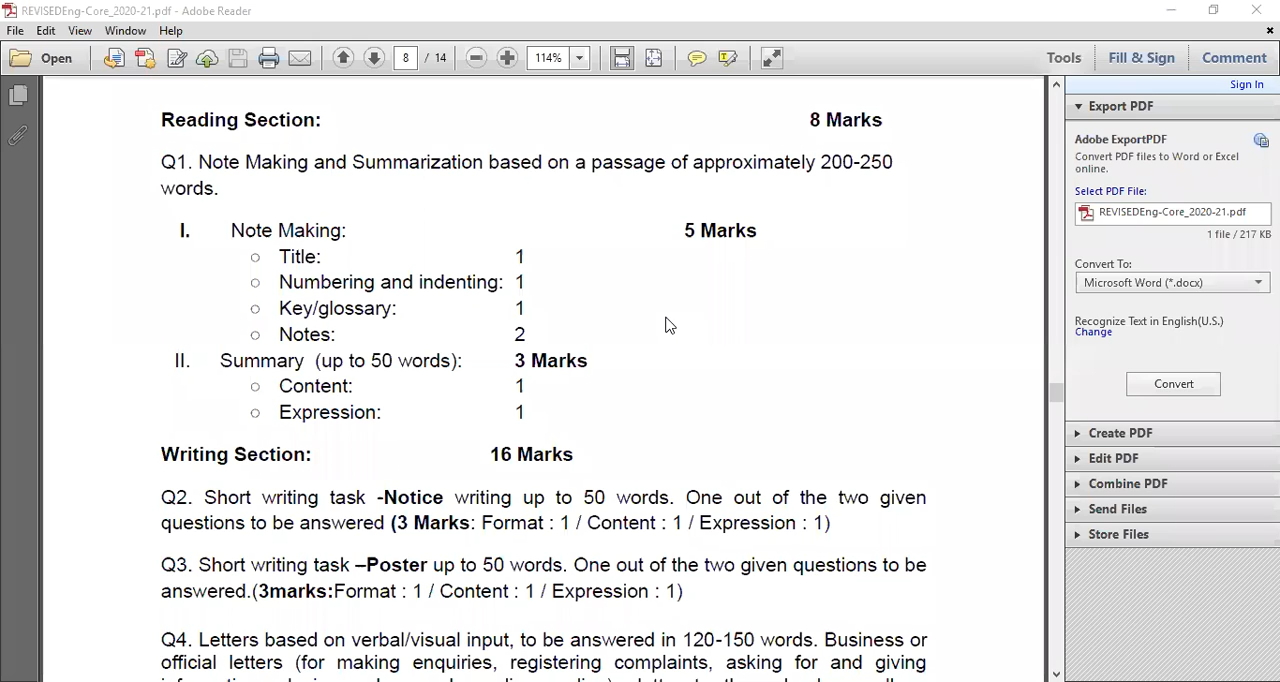 REVISEDEng-Core_2020-21.pdf - Adobe Reader
File Edit View Window Help
Open 8 / 14 114% Tools Fill & Sign Comment
Sign In
Export PDF
Adobe ExportPDF
Convert PDF files to Word or Excel
online.
Select PDF File:
REVISEDEng-Core_2020-21.pdf
1 file / 217 KB
Convert To:
Microsoft Word (*.docx)
Recognize Text in English(U.S.)
Change
Convert
Create PDF
Edit PDF
Combine PDF
Send Files
Store Files
Reading Section: 8 Marks
Q1. Note Making and Summarization based on a passage of approximately 200-250
words.
I. Note Making: 5 Marks
○ Title: 1
○ Numbering and indenting: 1
○ Key/glossary: 1
○ Notes: 2
II. Summary (up to 50 words): 3 Marks
○ Content: 1
○ Expression: 1
Writing Section: 16 Marks
Q2. Short writing task -Notice writing up to 50 words. One out of the two given
questions to be answered (3 Marks: Format : 1 / Content : 1 / Expression : 1)
Q3. Short writing task –Poster up to 50 words. One out of the two given questions to be
answered.(3marks:Format : 1 / Content : 1 / Expression : 1)
Q4. Letters based on verbal/visual input, to be answered in 120-150 words. Business or
official letters (for making enquiries, registering complaints, asking for and giving